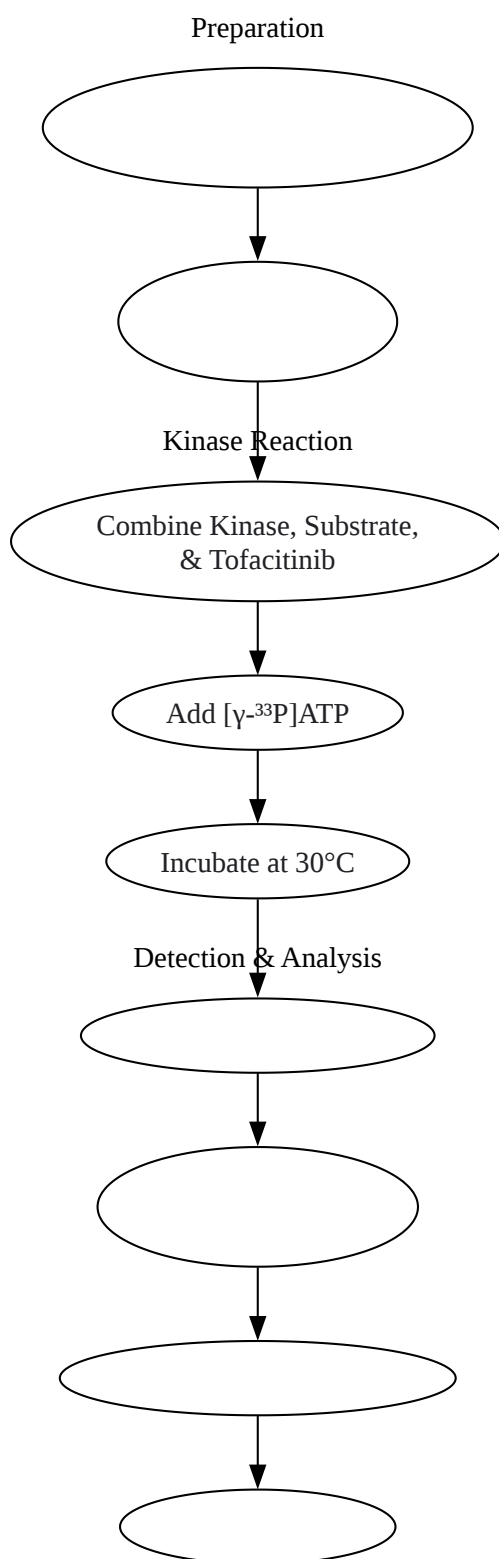 Preparation
Kinase Reaction
Combine Kinase, Substrate,
& Tofacitinib
Add [γ-³³P]ATP
Incubate at 30°C
Detection & Analysis